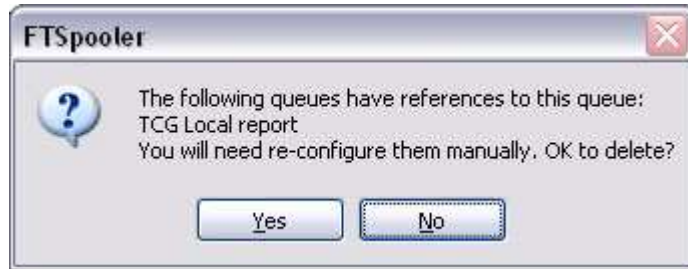 FTSpooler
The following queues have references to this queue:
TCG Local report
You will need re-configure them manually. OK to delete?
Yes
No